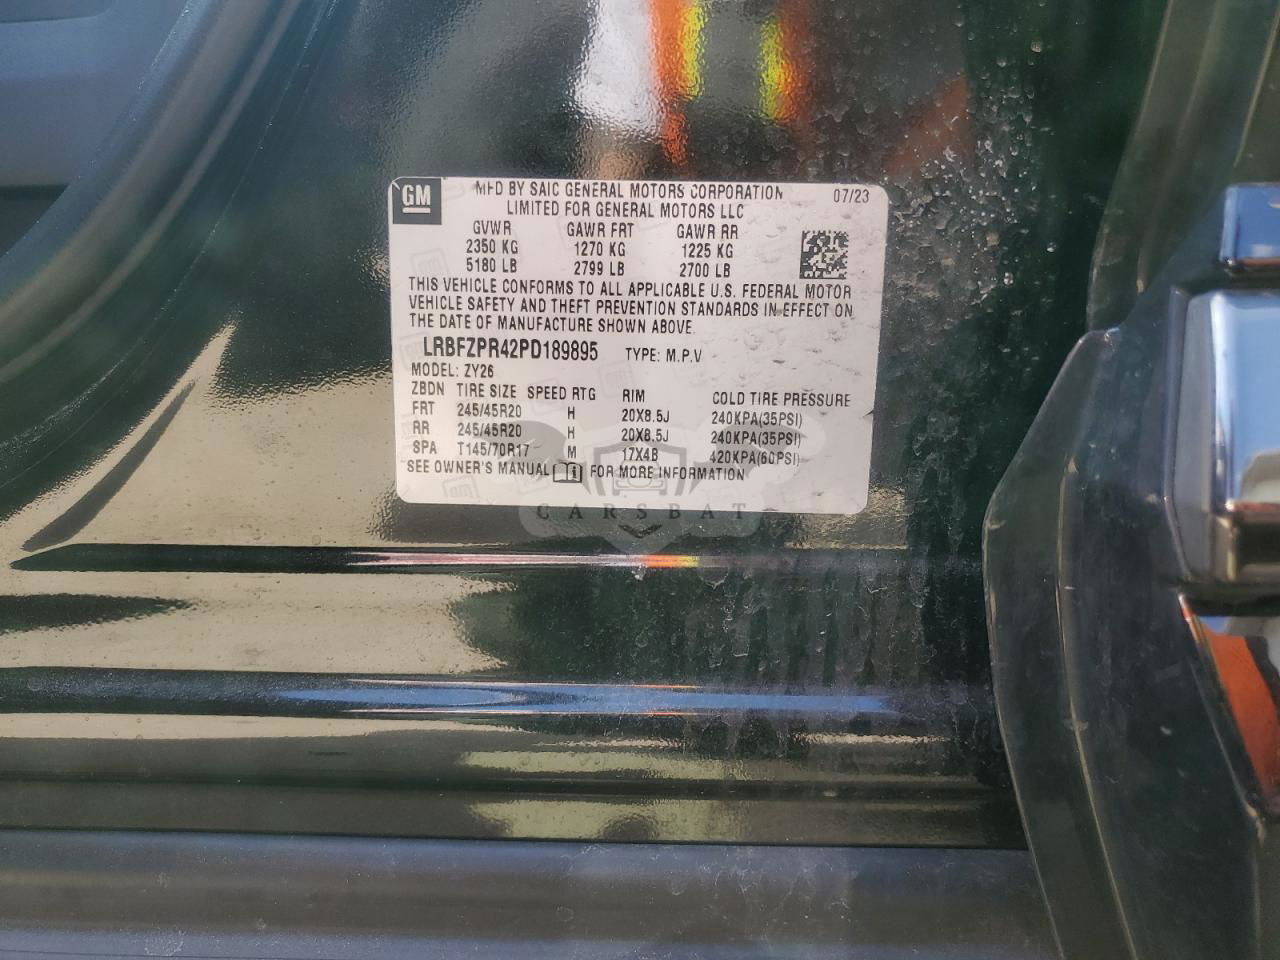 GM
MFD BY SAIC GENERAL MOTORS CORPORATION 07/23
LIMITED FOR GENERAL MOTORS LLC
GVWR GAWR FRT GAWR RR
2350 KG 1270 KG 1225 KG
5180 LB 2799 LB 2700 LB
THIS VEHICLE CONFORMS TO ALL APPLICABLE U.S. FEDERAL MOTOR
VEHICLE SAFETY AND THEFT PREVENTION STANDARDS IN EFFECT ON
THE DATE OF MANUFACTURE SHOWN ABOVE.
LRBFZPR42PD189895 TYPE: M.P.V
MODEL: ZY26
ZBDN TIRE SIZE SPEED RTG RIM COLD TIRE PRESSURE
FRT 245/45R20 H 20X8.5J 240KPA(35PSI)
RR 245/45R20 H 20X8.5J 240KPA(35PSI)
SPA T145/70R17 M 17X4B 420KPA(60PSI)
SEE OWNER'S MANUAL FOR MORE INFORMATION
CARSBAT